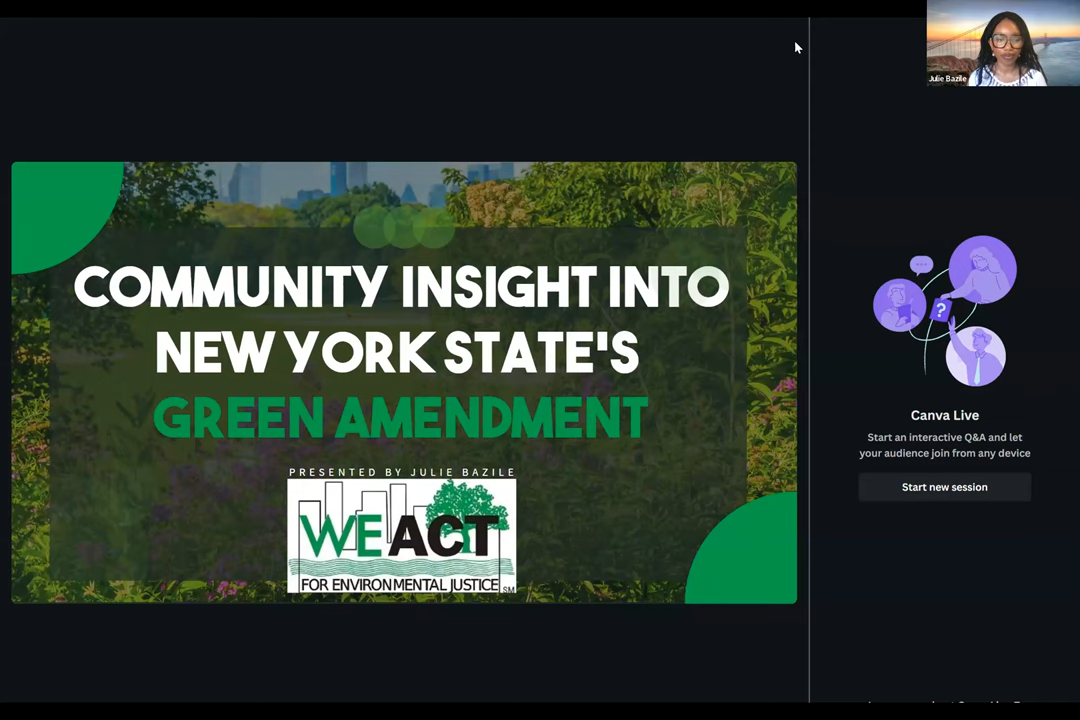 Julie Bazile
COMMUNITY INSIGHT INTO
NEW YORK STATE'S
GREEN AMENDMENT
PRESENTED BY JULIE BAZILE
WE ACT
FOR ENVIRONMENTAL JUSTICE
SM
?
Canva Live
Start an interactive Q&A and let
your audience join from any device
Start new session